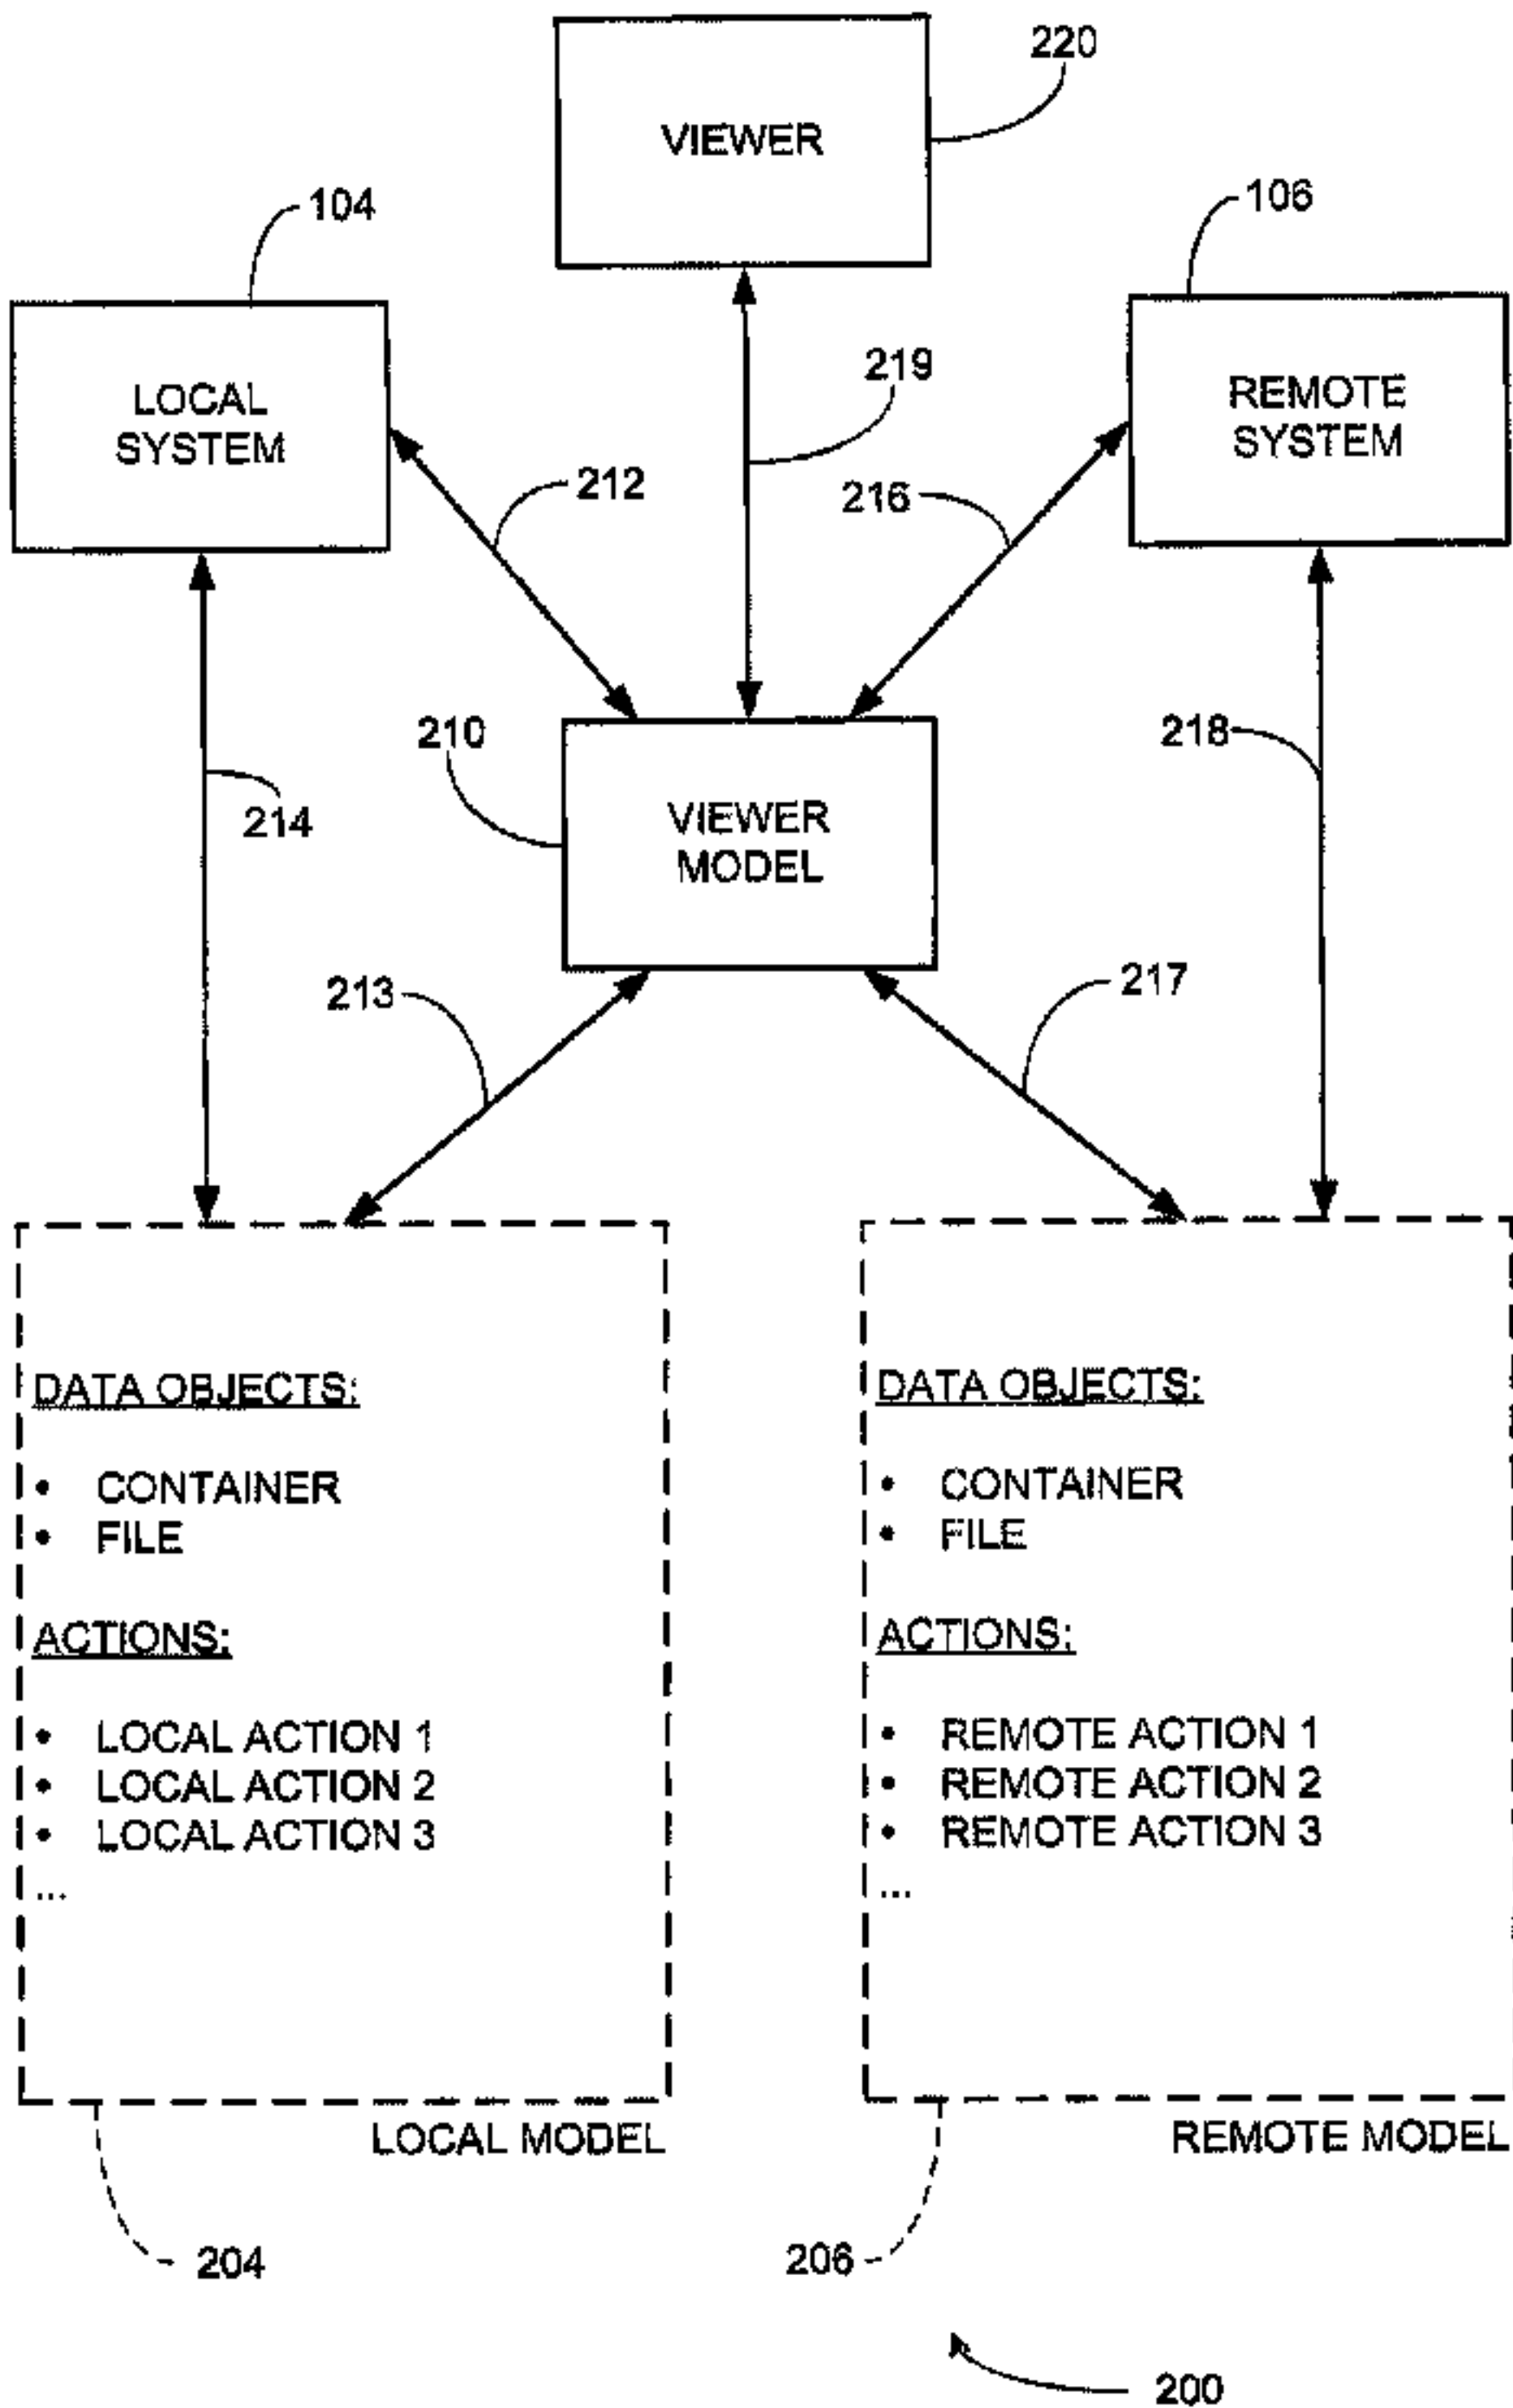 220
VIEWER
104
106
LOCAL
SYSTEM
219
REMOTE
SYSTEM
212
216
210
218
214
VIEWER
MODEL
213
217
DATA OBJECTS:
• CONTAINER
• FILE
ACTIONS:
• LOCAL ACTION 1
• LOCAL ACTION 2
• LOCAL ACTION 3
...
LOCAL MODEL
204
DATA OBJECTS:
• CONTAINER
• FILE
ACTIONS:
• REMOTE ACTION 1
• REMOTE ACTION 2
• REMOTE ACTION 3
...
REMOTE MODEL
206
200